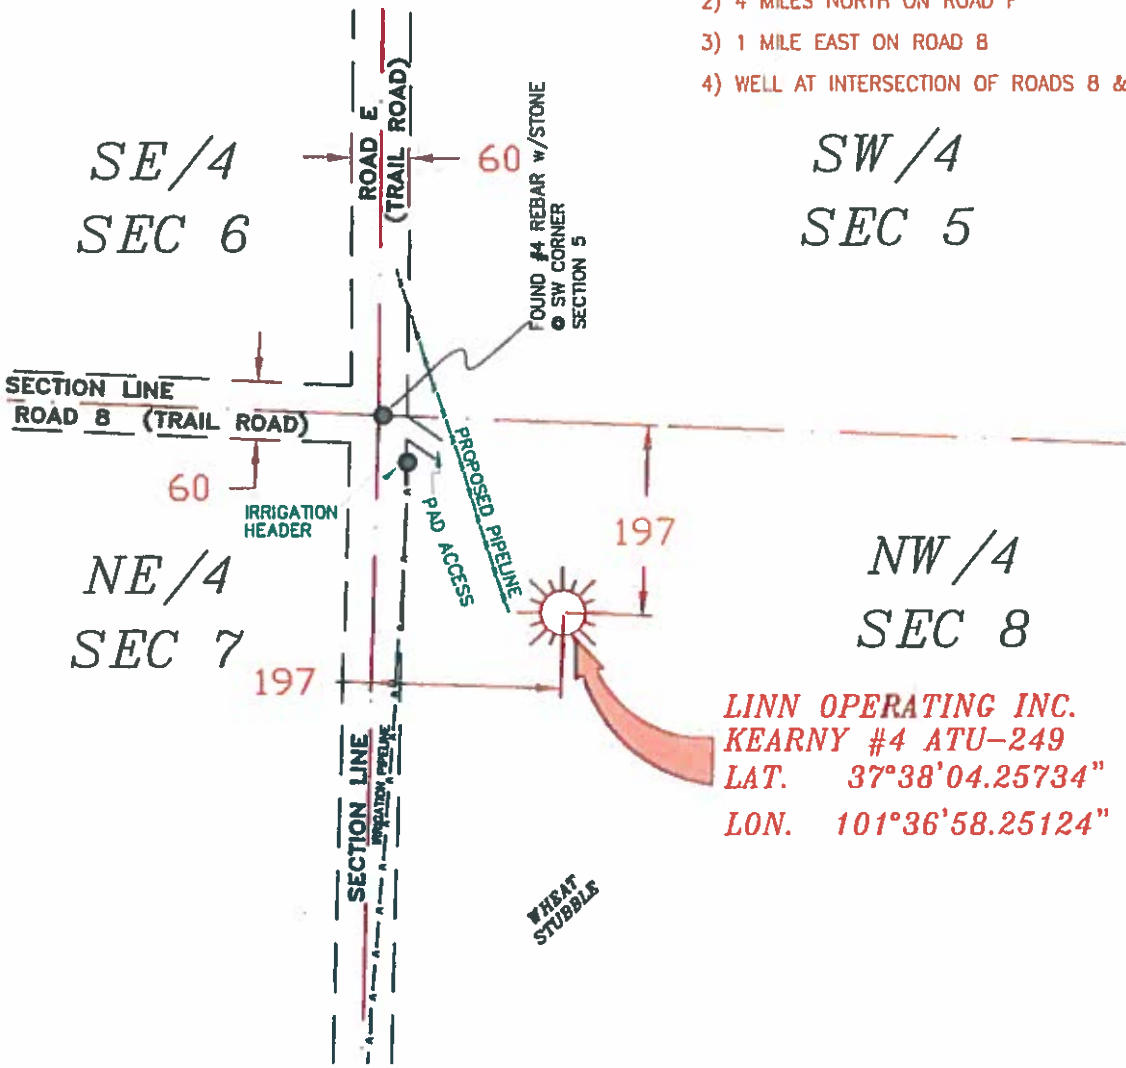 2) 4 MILES NORTH ON ROAD F
3) 1 MILE EAST ON ROAD 8
4) WELL AT INTERSECTION OF ROADS 8 &
SE/4
SEC 6
ROAD E
(TRAIL ROAD)
60
FOUND #4 REBAR w/STONE
@ SW CORNER
SECTION 5
SW/4
SEC 5
SECTION LINE
ROAD 8 (TRAIL ROAD)
60
IRRIGATION
HEADER
PAD ACCESS
PROPOSED PIPELINE
197
NE/4
SEC 7
NW/4
SEC 8
197
LINN OPERATING INC.
KEARNY #4 ATU-249
LAT. 37°38'04.25734"
LON. 101°36'58.25124"
SECTION LINE
IRRIGATION PIPELINE
WHEAT
STUBBLE